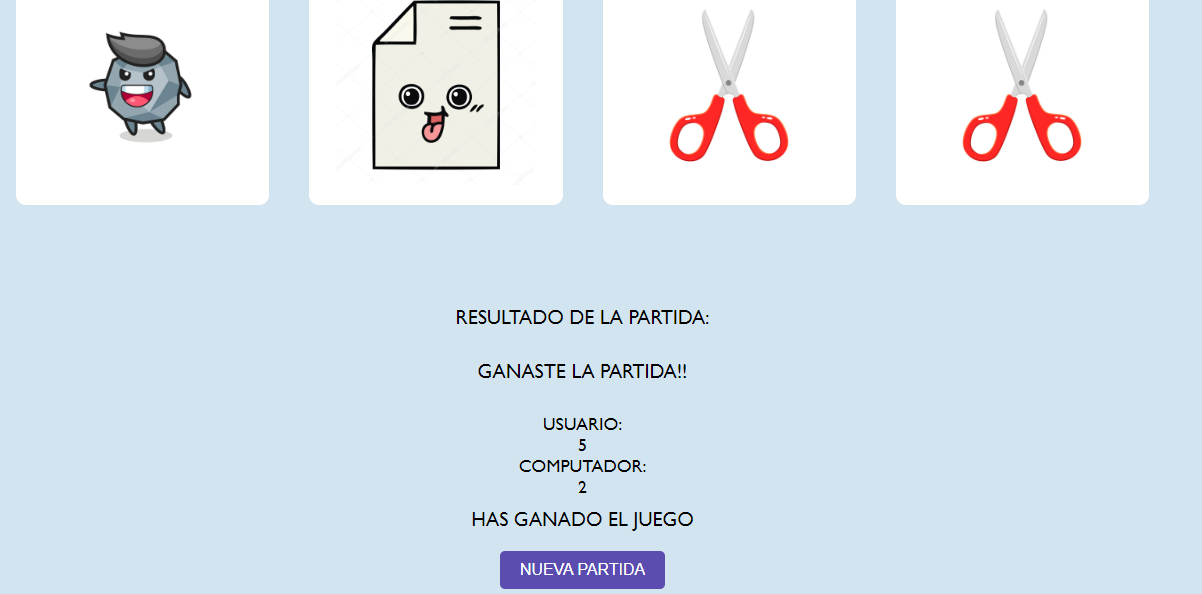 RESULTADO DE LA PARTIDA:
GANASTE LA PARTIDA!!
USUARIO:
5
COMPUTADOR:
2
HAS GANADO EL JUEGO
NUEVA PARTIDA